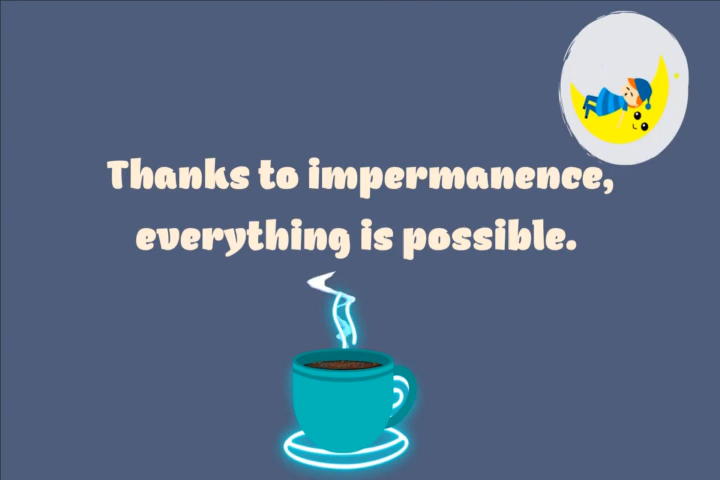 Thanks to impermanence,
everything is possible.